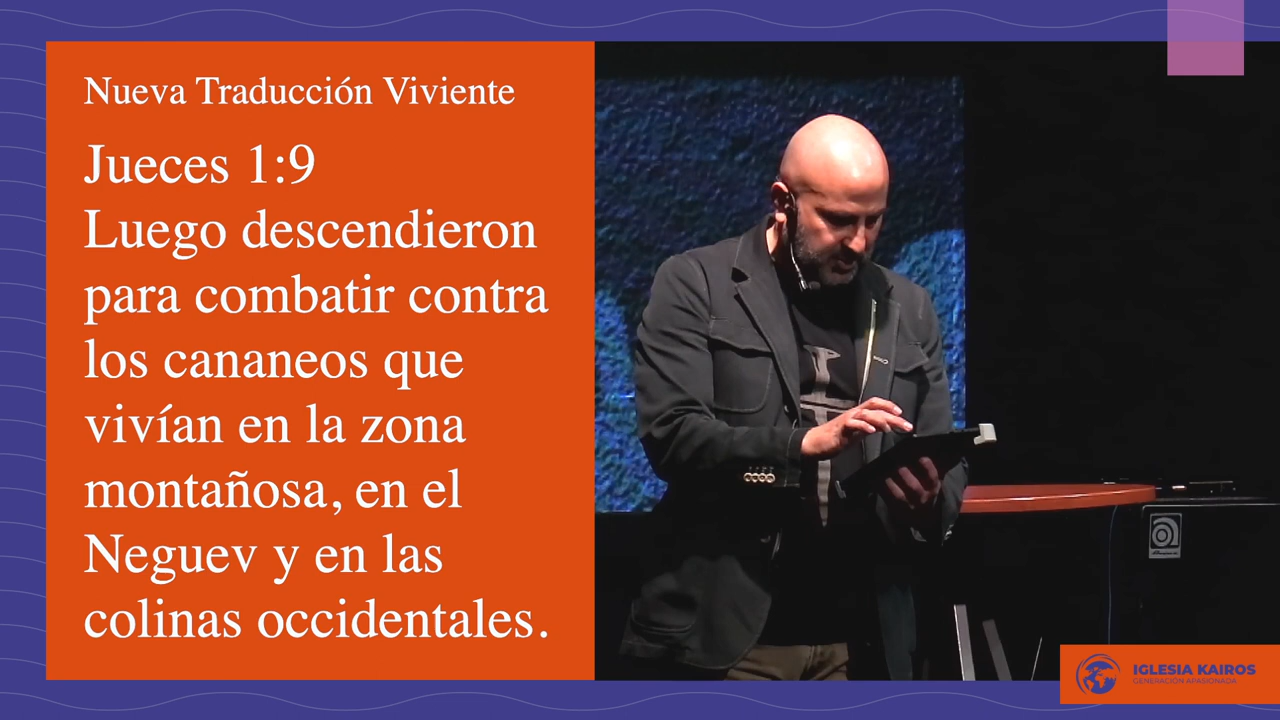 Nueva Traducción Viviente
Jueces 1:9
Luego descendieron
para combatir contra
los cananeos que
vivían en la zona
montañosa, en el
Neguev y en las
colinas occidentales.
Ampeg
IGLESIA KAIROS
GENERACIÓN APASIONADA